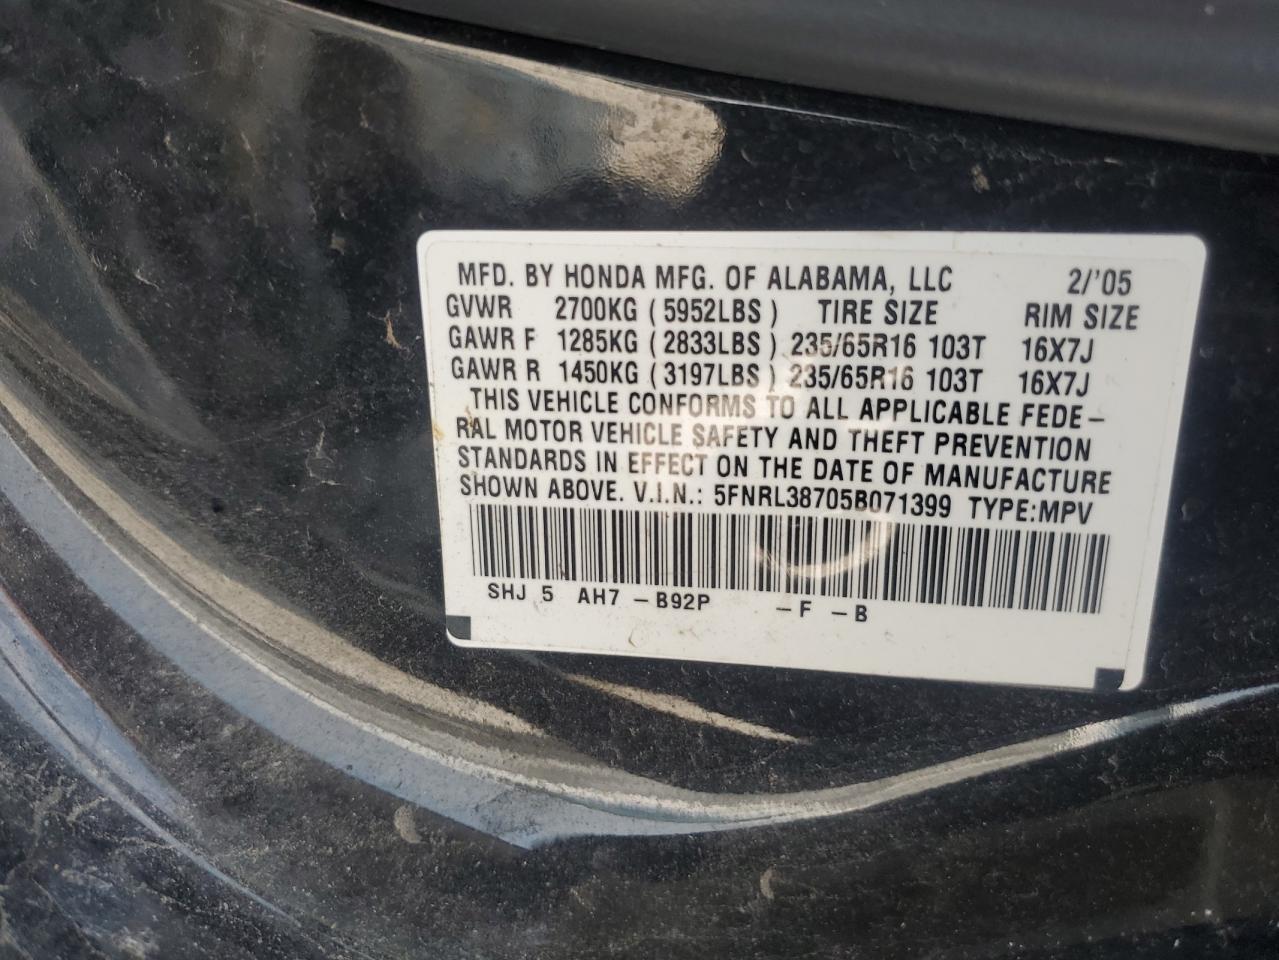 MFD. BY HONDA MFG. OF ALABAMA, LLC 2/'05
GVWR 2700KG (5952LBS) TIRE SIZE RIM SIZE
GAWR F 1285KG (2833LBS) 235/65R16 103T 16X7J
GAWR R 1450KG (3197LBS) 235/65R16 103T 16X7J
THIS VEHICLE CONFORMS TO ALL APPLICABLE FEDE-
RAL MOTOR VEHICLE SAFETY AND THEFT PREVENTION
STANDARDS IN EFFECT ON THE DATE OF MANUFACTURE
SHOWN ABOVE. V.I.N.: 5FNRL38705B071399 TYPE:MPV
SHJ 5 AH7 -B92P -F -B